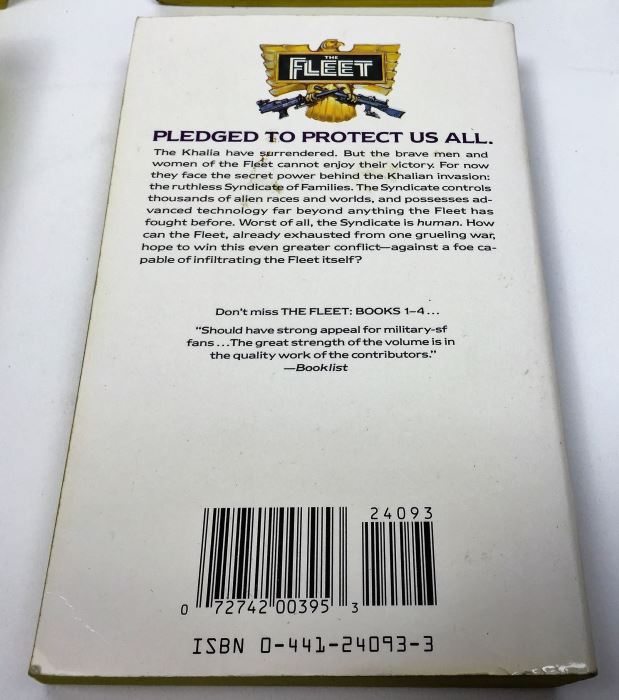 THE
FLEET
PLEDGED TO PROTECT US ALL.
The Khalia have surrendered. But the brave men and
women of the Fleet cannot enjoy their victory. For now
they face the secret power behind the Khalian invasion:
the ruthless Syndicate of Families. The Syndicate controls
thousands of alien races and worlds, and possesses ad-
vanced technology far beyond anything the Fleet has
fought before. Worst of all, the Syndicate is human. How
can the Fleet, already exhausted from one grueling war,
hope to win this even greater conflict—against a foe ca-
pable of infiltrating the Fleet itself?
Don't miss THE FLEET: BOOKS 1–4...
"Should have strong appeal for military-sf
fans...The great strength of the volume is in
the quality work of the contributors."
—Booklist
24093
0 72742 00395 3
ISBN 0-441-24093-3